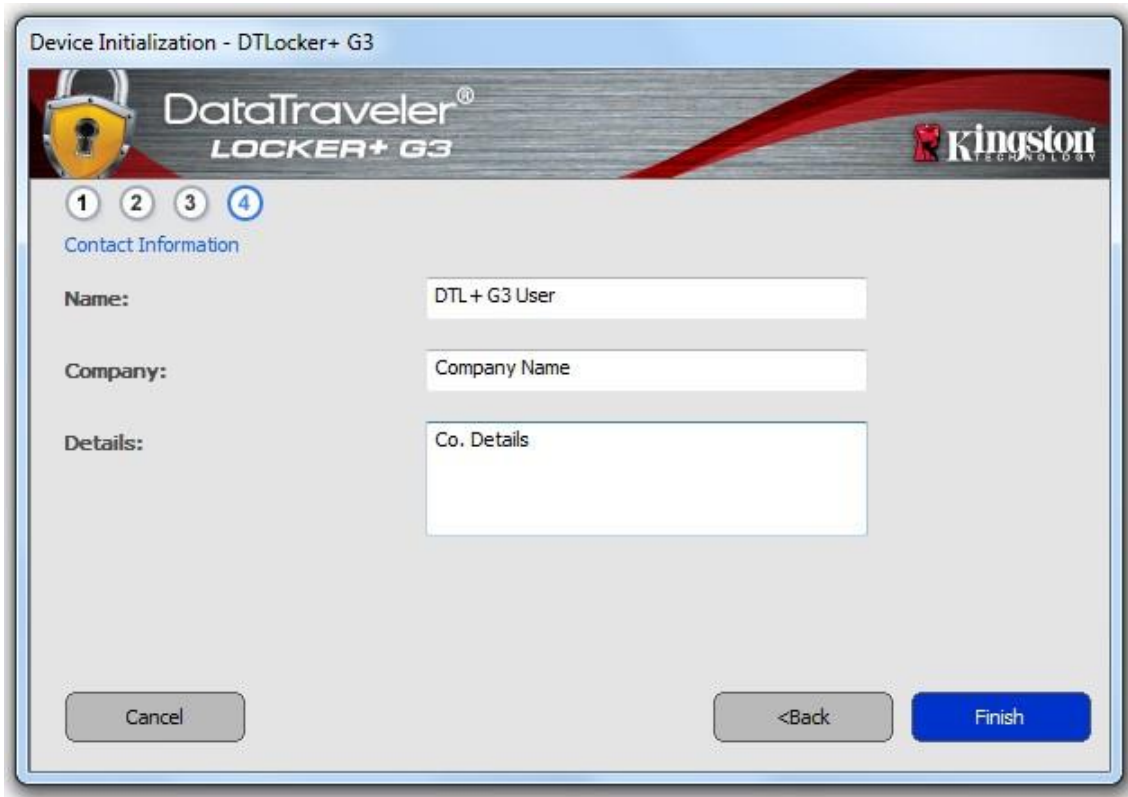 Device Initialization - DTLocker+ G3
DataTraveler®
LOCKER+ G3
Kingston
TECHNOLOGY
1 2 3 4
Contact Information
Name: DTL+ G3 User
Company: Company Name
Details: Co. Details
Cancel <Back Finish